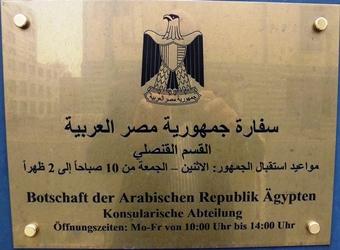 سفارة جمهورية مصر العربية
القسم القنصلي
مواعيد استقبال الجمهور: الاثنين – الجمعة من 10 صباحاً إلى 2 ظهراً
Botschaft der Arabischen Republik Ägypten
Konsularische Abteilung
Öffnungszeiten: Mo-Fr von 10:00 Uhr bis 14:00 Uhr